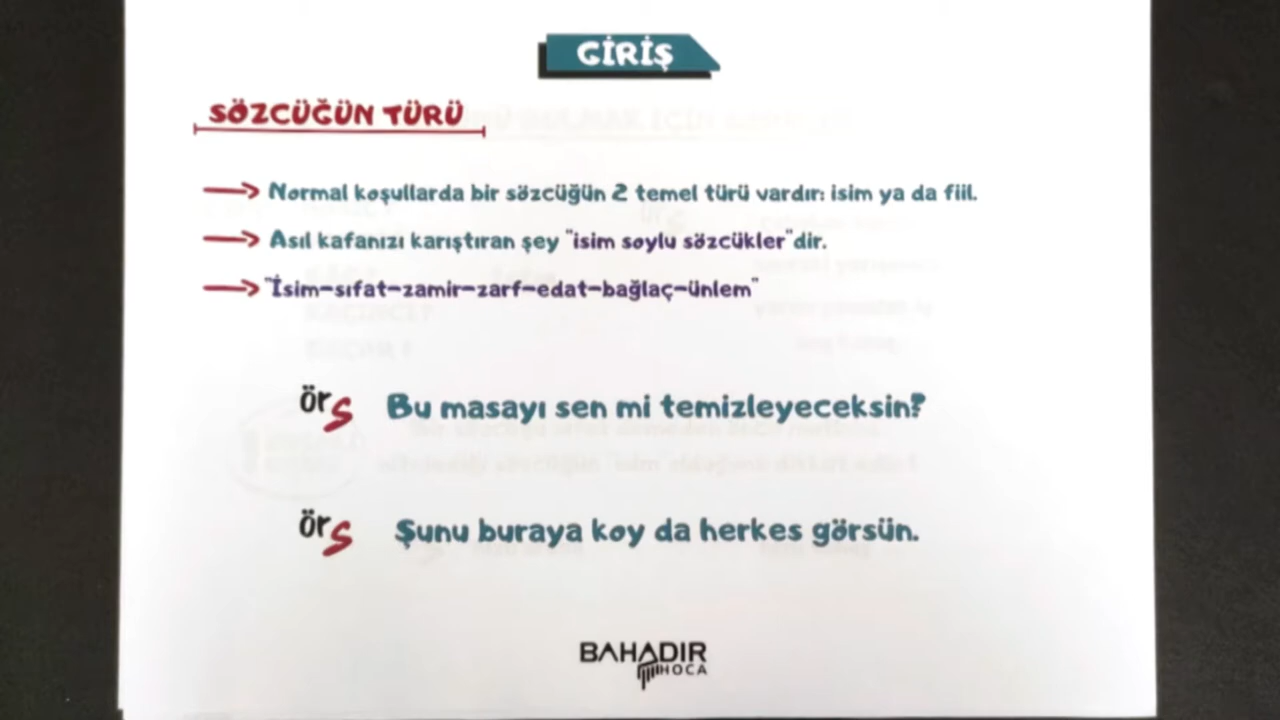 GİRİŞ
SÖZCÜĞÜN TÜRÜ
Normal koşullarda bir sözcüğün 2 temel türü vardır: isim ya da fiil.
Asıl kafanızı karıştıran şey "isim soylu sözcükler"dir.
"İsim-sıfat-zamir-zarf-edat-bağlaç-ünlem"
örs Bu masayı sen mi temizleyeceksin?
örs Şunu buraya koy da herkes görsün.
BAHADIR
HOCA